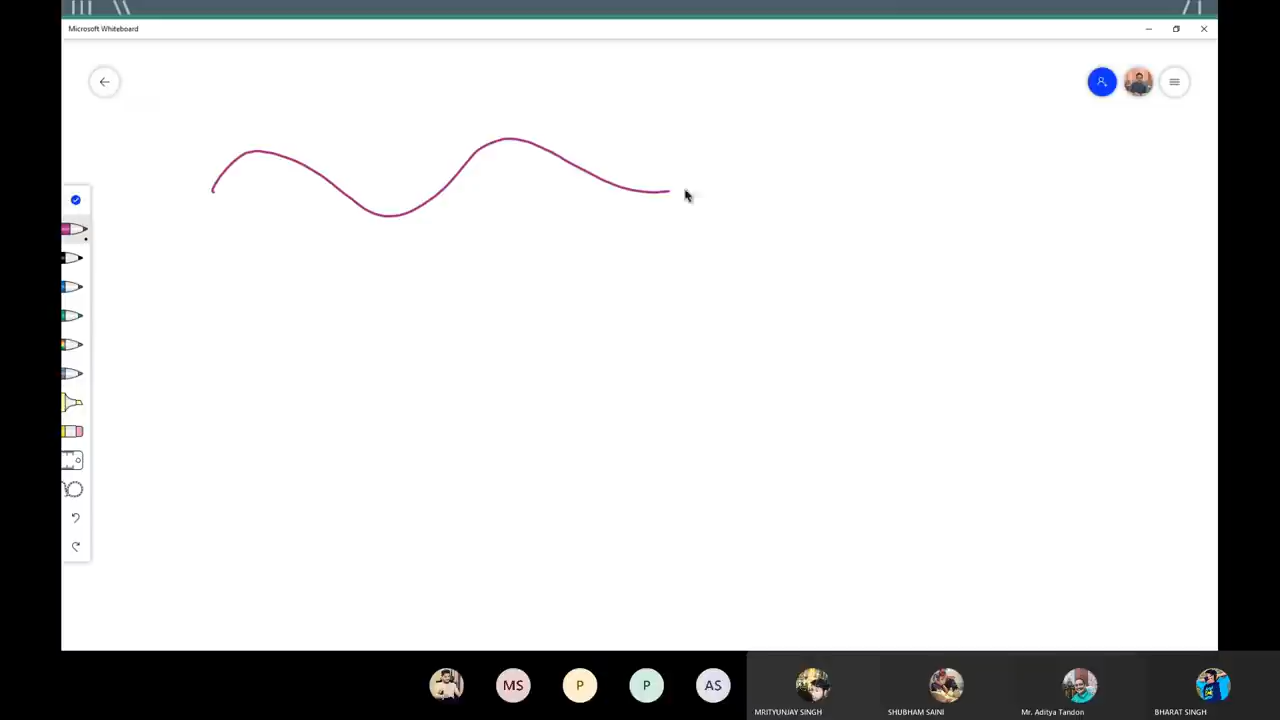 Microsoft Whiteboard
MS
P
P
AS
MRITYUNJAY SINGH
SHUBHAM SAINI
Mr. Aditya Tandon
BHARAT SINGH